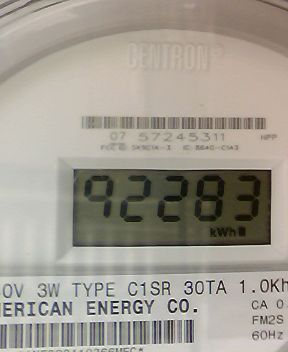 CENTRON®
07 57245311
92283
kWh
0V 3W TYPE C1SR 30TA 1.0Kh
MERICAN ENERGY CO.
CA 0.
FM2S
60Hz